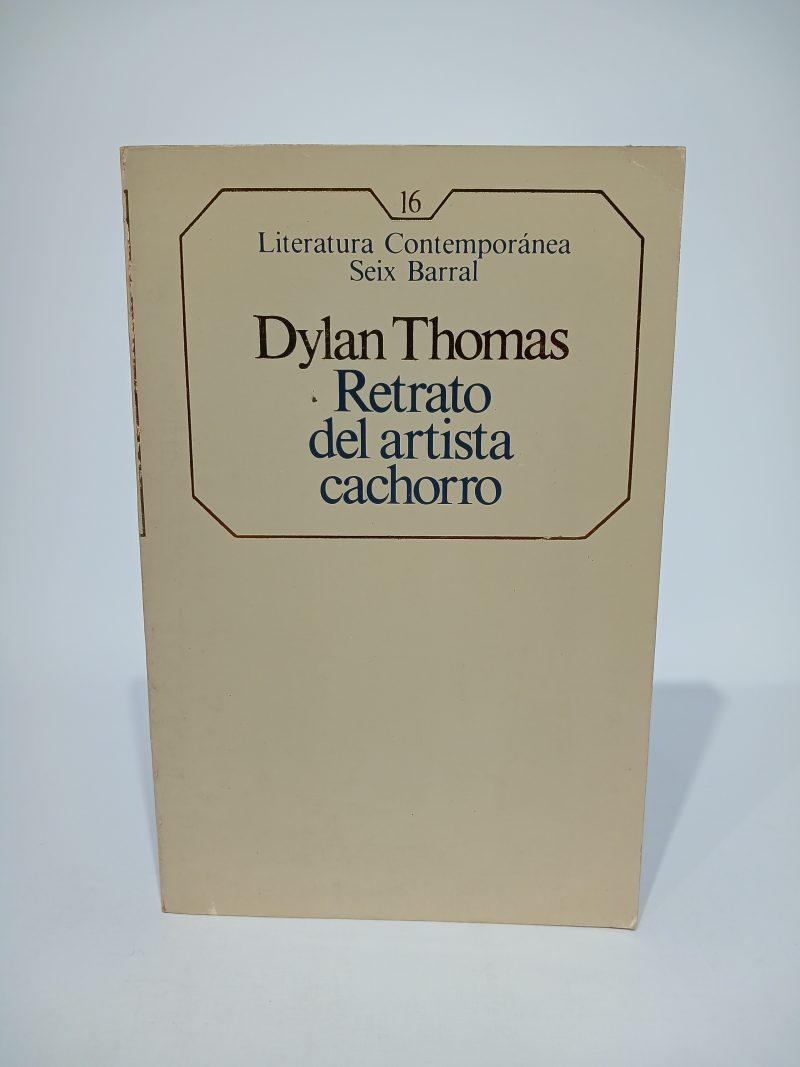 16
Literatura Contemporánea
Seix Barral
Dylan Thomas
Retrato
del artista
cachorro